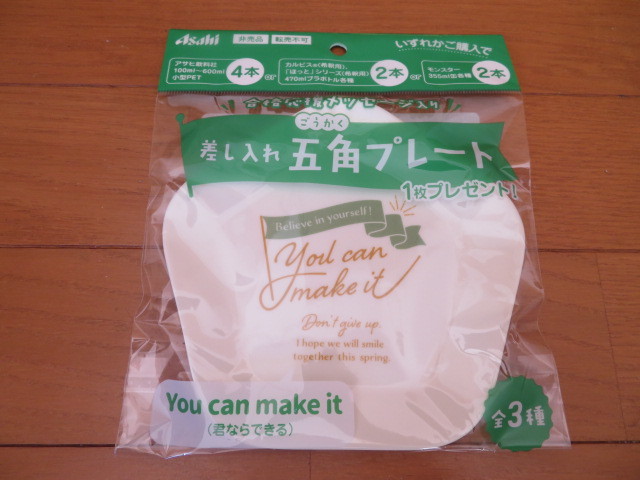 Asahi
非売品
転売不可
いずれかご購入で
アサヒ飲料社
100ml~600ml
小型PET
4本
or
カルピス®(希釈用)、
「ほっと」シリーズ(希釈用)
470mlプラボトル各種
2本
or
モンスター
355ml缶各種
2本
合格応援メッセージ入り
ごうかく
差し入れ 五角プレート
1枚プレゼント!
Believe in yourself!
You can
make it
Don't give up.
I hope we will smile
together this spring.
You can make it
(君ならできる)
全3種